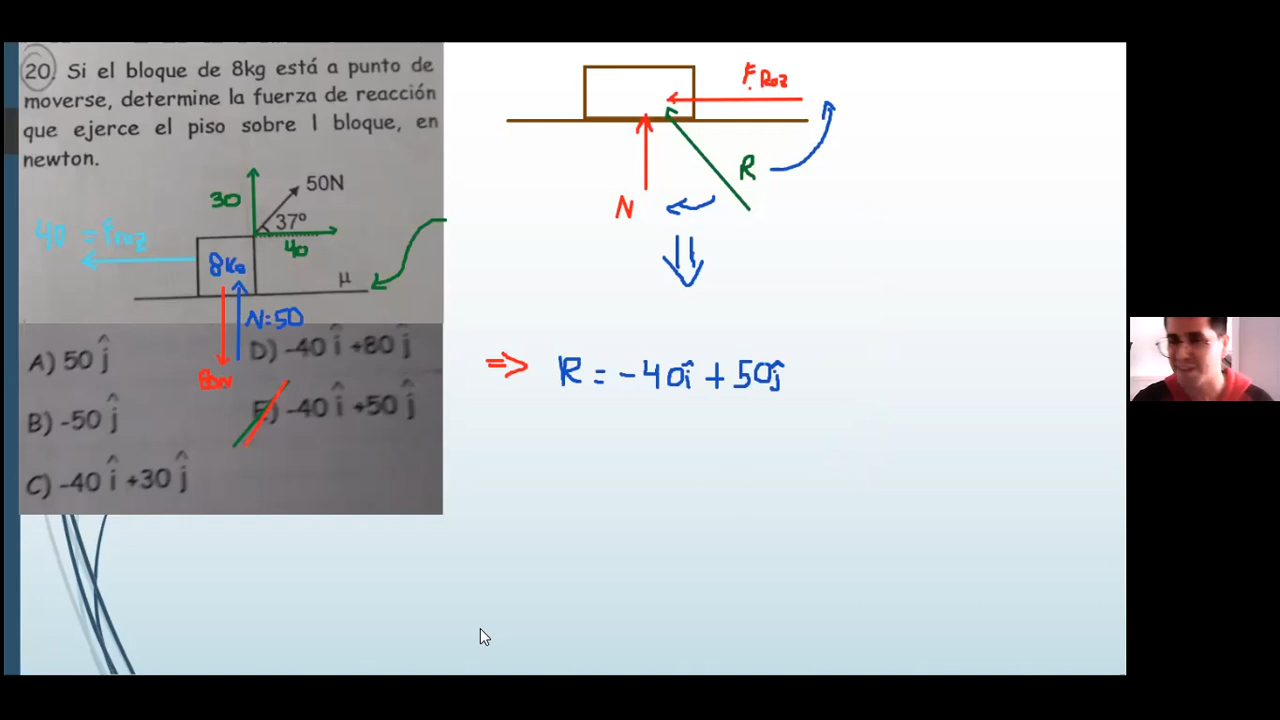 20. Si el bloque de 8kg está a punto de
moverse, determine la fuerza de reacción
que ejerce el piso sobre l bloque, en
newton.
50N
30
37º
40
40 = froz
8Kg
μ
N=50
80N
A) 50 ĵ
B) -50 ĵ
C) -40 î +30 ĵ
D) -40 î +80 ĵ
E) -40 î +50 ĵ
F Roz
R
N
=> R = -40î + 50ĵ